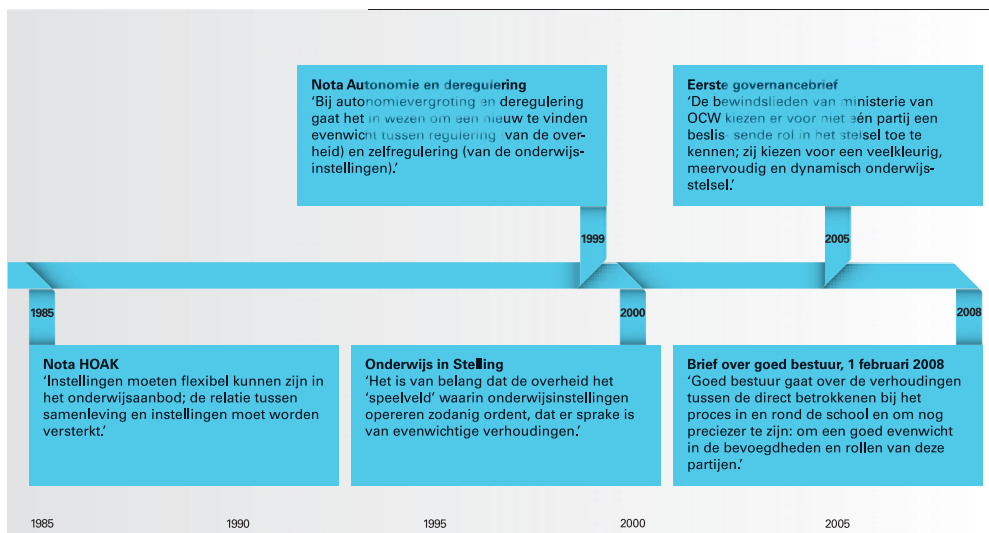 Nota Autonomie en deregulering
‘Bij autonomievergroting en deregulering
gaat het in wezen om een nieuw te vinden
evenwicht tussen regulering (van de over-
heid) en zelfregulering (van de onderwijs-
instellingen).’
Eerste governancebrief
‘De bewindslieden van ministerie van
OCW kiezen er voor niet één partij een
beslis- sende rol in het stelsel toe te
kennen; zij kiezen voor een veelkleurig,
meervoudig en dynamisch onderwijs-
stelsel.’
1999
2005
1985
2000
2008
Nota HOAK
‘Instellingen moeten flexibel kunnen zijn in
het onderwijsaanbod; de relatie tussen
samenleving en instellingen moet worden
versterkt.’
Onderwijs in Stelling
‘Het is van belang dat de overheid het
‘speelveld’ waarin onderwijsinstellingen
opereren zodanig ordent, dat er sprake is
van evenwichtige verhoudingen.’
Brief over goed bestuur, 1 februari 2008
‘Goed bestuur gaat over de verhoudingen
tussen de direct betrokkenen bij het
proces in en rond de school en om nog
preciezer te zijn: om een goed evenwicht
in de bevoegdheden en rollen van deze
partijen.’
1985
1990
1995
2000
2005